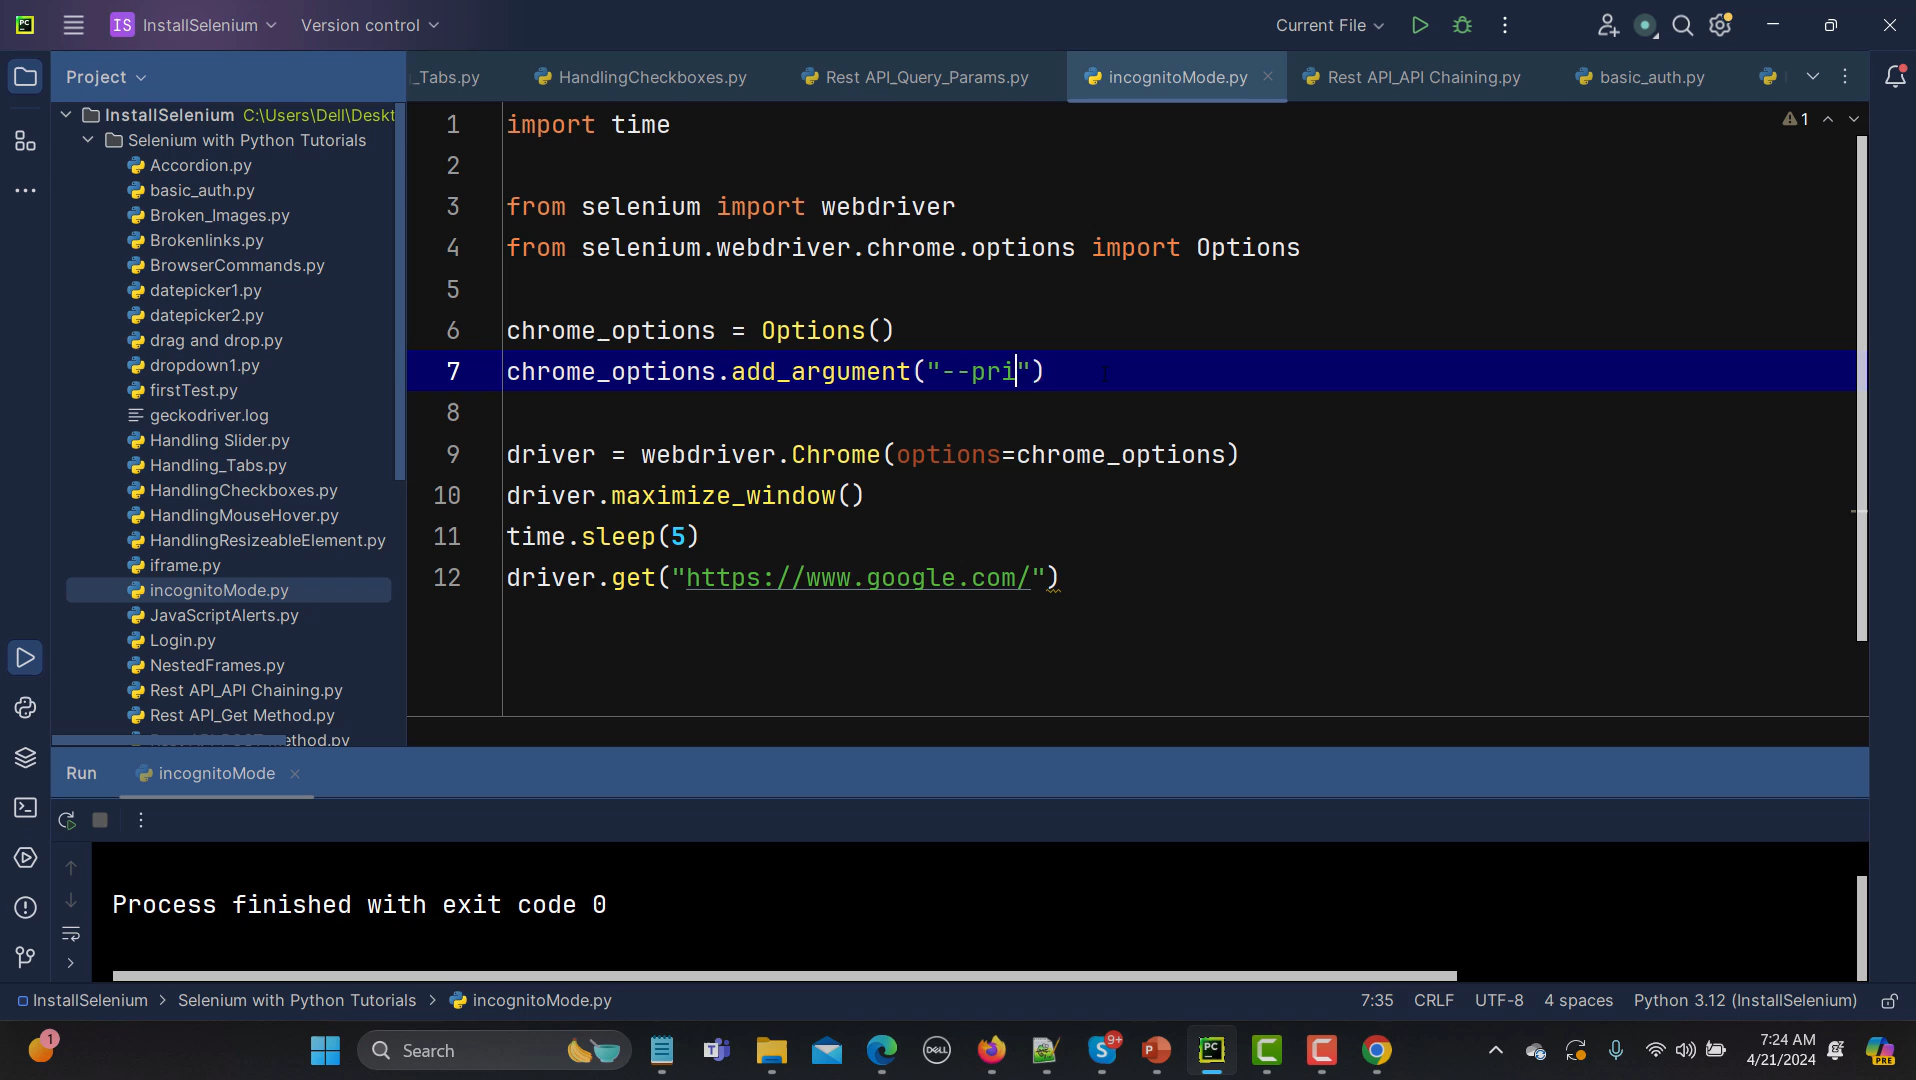 PC
IS InstallSelenium
Version control
Current File
Project
_Tabs.py
HandlingCheckboxes.py
Rest API_Query_Params.py
incognitoMode.py
Rest API_API Chaining.py
basic_auth.py
InstallSelenium C:\Users\Dell\Deskt
Selenium with Python Tutorials
Accordion.py
basic_auth.py
Broken_Images.py
Brokenlinks.py
BrowserCommands.py
datepicker1.py
datepicker2.py
drag and drop.py
dropdown1.py
firstTest.py
geckodriver.log
Handling Slider.py
Handling_Tabs.py
HandlingCheckboxes.py
HandlingMouseHover.py
HandlingResizeableElement.py
iframe.py
incognitoMode.py
JavaScriptAlerts.py
Login.py
NestedFrames.py
Rest API_API Chaining.py
Rest API_Get Method.py
1
1 import time
2
3 from selenium import webdriver
4 from selenium.webdriver.chrome.options import Options
5
6 chrome_options = Options()
7 chrome_options.add_argument("--pri")
8
9 driver = webdriver.Chrome(options=chrome_options)
10 driver.maximize_window()
11 time.sleep(5)
12 driver.get("https://www.google.com/")
Run
incognitoMode
Process finished with exit code 0
InstallSelenium > Selenium with Python Tutorials > incognitoMode.py
7:35 CRLF UTF-8 4 spaces Python 3.12 (InstallSelenium)
1
Search
DELL
9+
PC
7:24 AM
4/21/2024
PRE